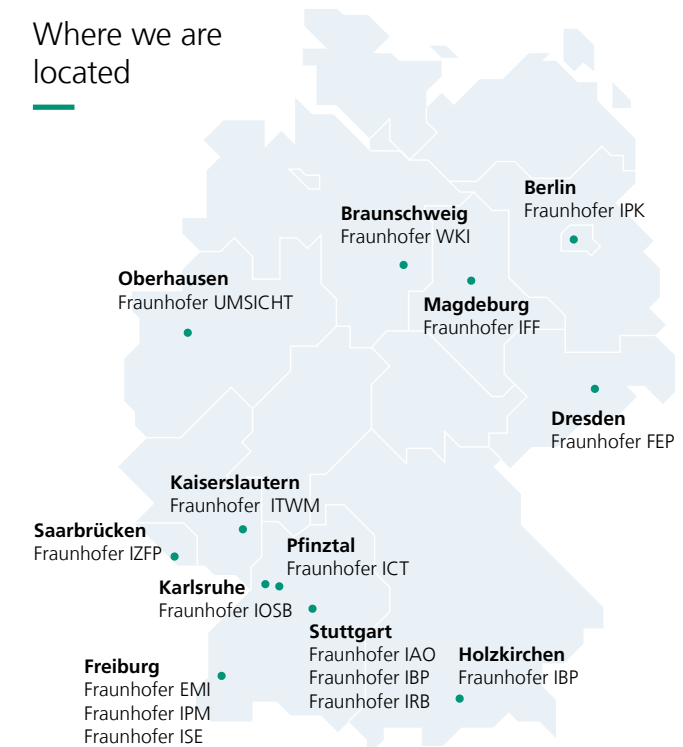 Where we are
located
Berlin
Fraunhofer IPK
Braunschweig
Fraunhofer WKI
Oberhausen
Fraunhofer UMSICHT
Magdeburg
Fraunhofer IFF
Dresden
Fraunhofer FEP
Kaiserslautern
Fraunhofer ITWM
Saarbrücken
Fraunhofer IZFP
Pfinztal
Fraunhofer ICT
Karlsruhe
Fraunhofer IOSB
Stuttgart
Fraunhofer IAO
Fraunhofer IBP
Fraunhofer IRB
Holzkirchen
Fraunhofer IBP
Freiburg
Fraunhofer EMI
Fraunhofer IPM
Fraunhofer ISE